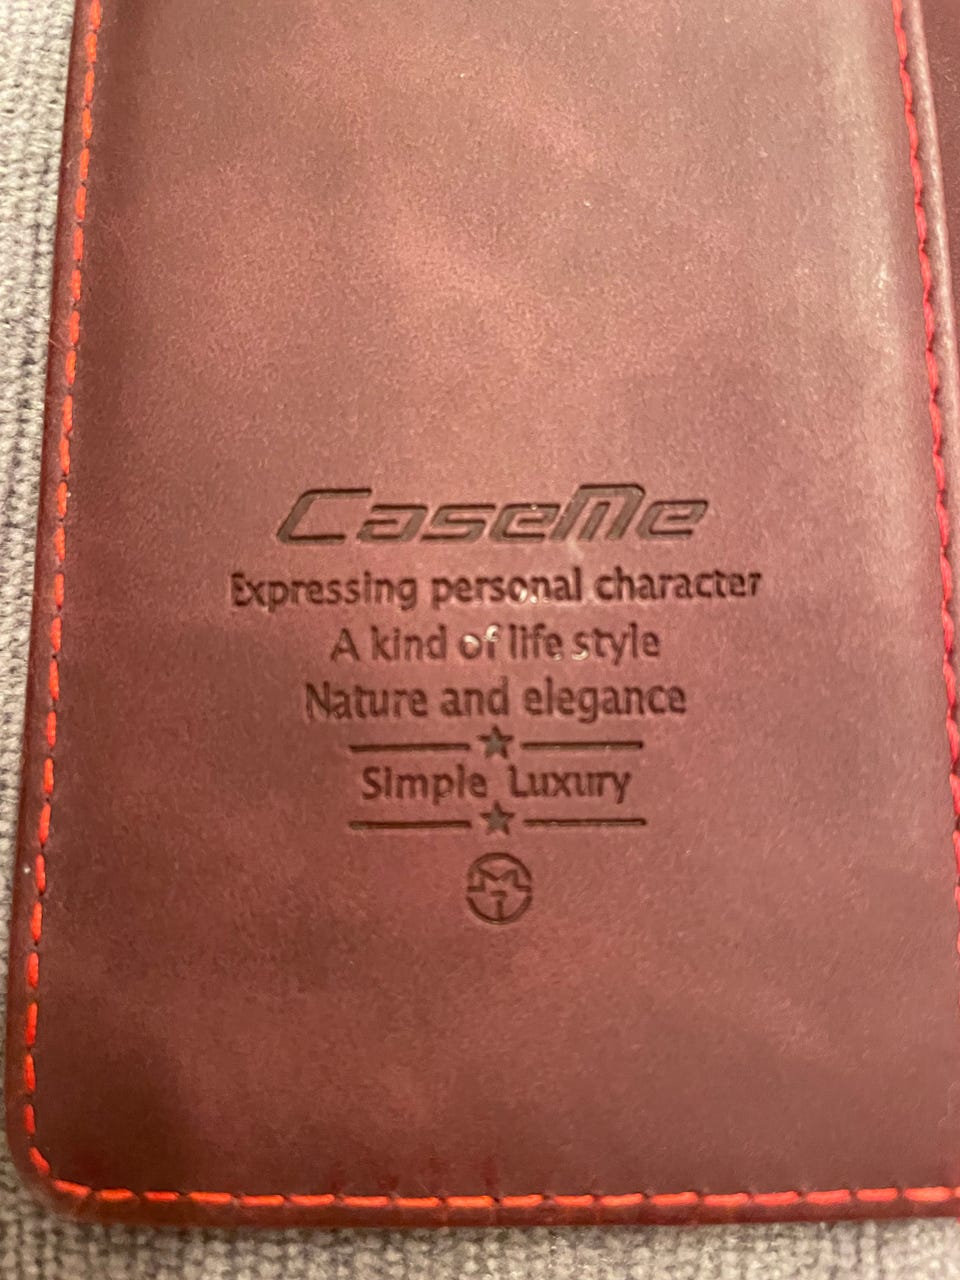 CaseMe
Expressing personal character
A kind of life style
Nature and elegance
Simple Luxury